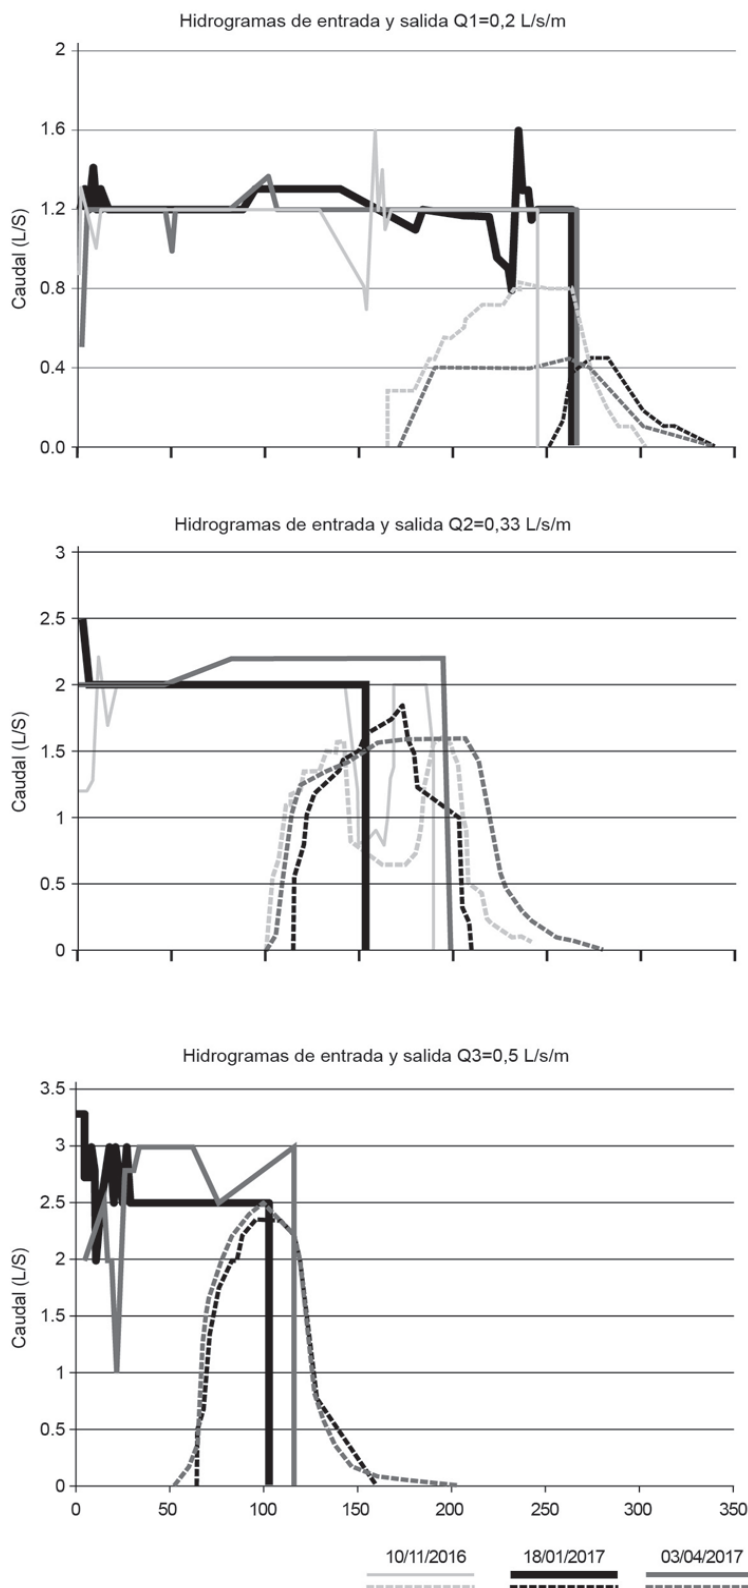 Hidrogramas de entrada y salida Q1=0,2 L/s/m
2
1.6
1.2
0.8
0.4
0.0
Caudal (L/S)
Hidrogramas de entrada y salida Q2=0,33 L/s/m
3
2.5
2
1.5
1
0.5
0
Caudal (L/S)
Hidrogramas de entrada y salida Q3=0,5 L/s/m
3.5
3
2.5
2
1.5
1
0.5
0
Caudal (L/S)
0 50 100 150 200 250 300 350
10/11/2016 18/01/2017 03/04/2017